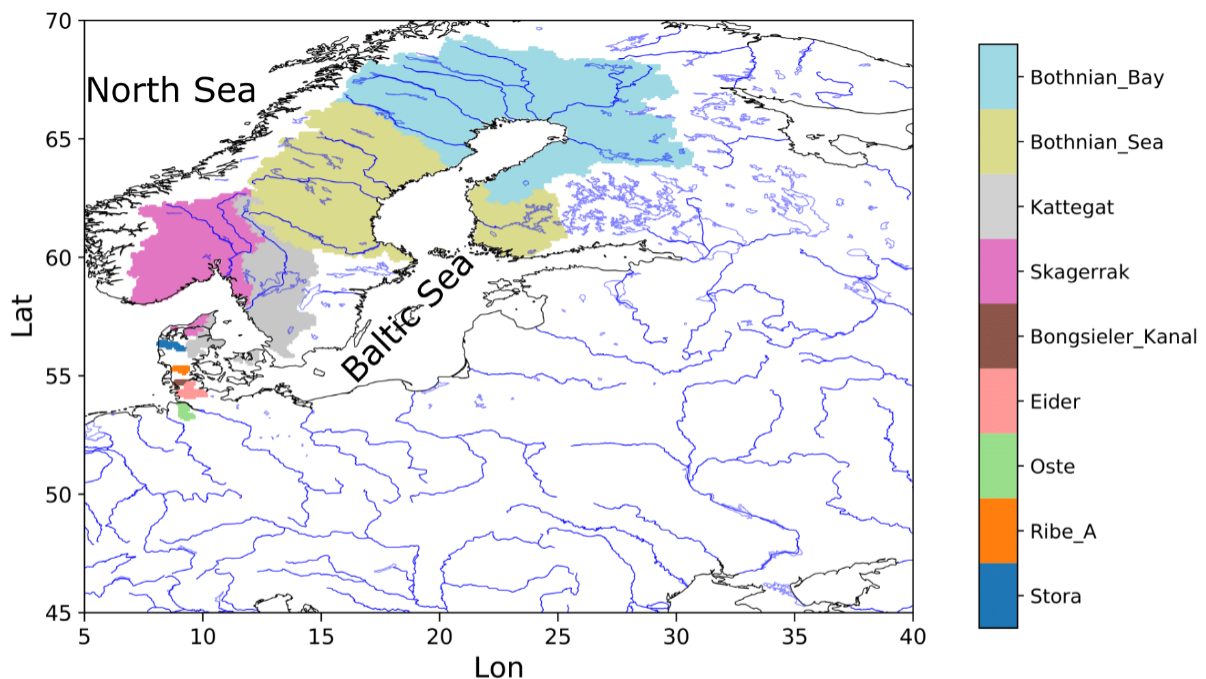 70
65
60
55
50
45
Lat
5
10
15
20
25
30
35
40
Lon
North Sea
Baltic Sea
Bothnian_Bay
Bothnian_Sea
Kattegat
Skagerrak
Bongsieler_Kanal
Eider
Oste
Ribe_A
Stora